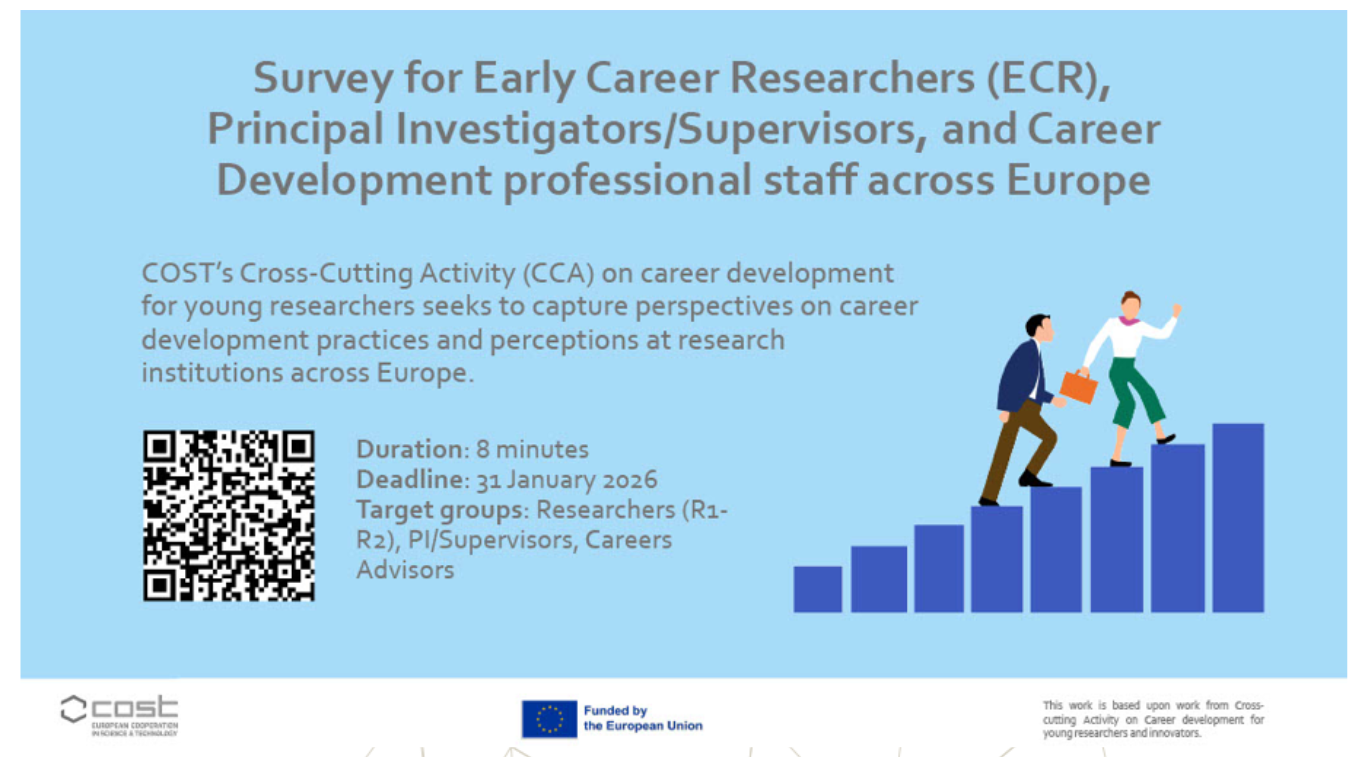 Survey for Early Career Researchers (ECR),
Principal Investigators/Supervisors, and Career
Development professional staff across Europe
COST’s Cross-Cutting Activity (CCA) on career development
for young researchers seeks to capture perspectives on career
development practices and perceptions at research
institutions across Europe.
Duration: 8 minutes
Deadline: 31 January 2026
Target groups: Researchers (R1-
R2), PI/Supervisors, Careers
Advisors
cost
EUROPEAN COOPERATION
IN SCIENCE & TECHNOLOGY
Funded by
the European Union
This work is based upon work from Cross-
cutting Activity on Career development for
young researchers and innovators.